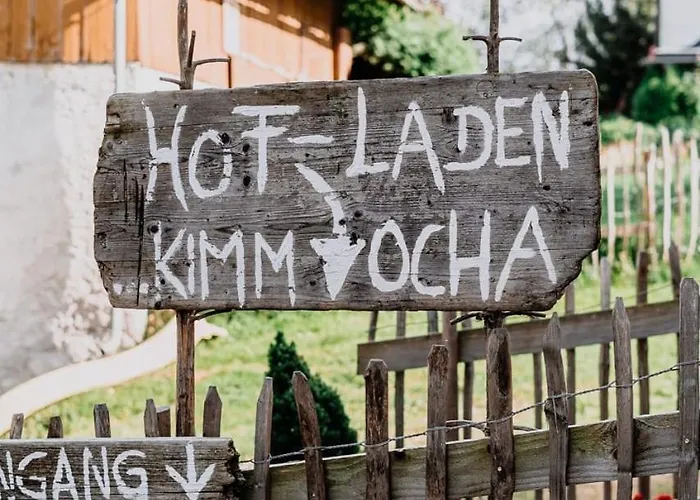 HOF-LADEN
...KIMM OCHA
NGANG